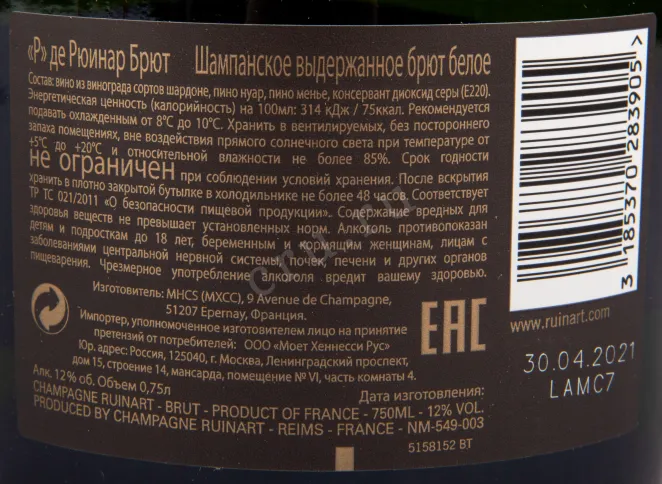 «Р» де Рюинар Брют Шампанское выдержанное брют белое
Состав: вино из винограда сортов шардоне, пино нуар, пино менье, консервант диоксид серы (E220).
Энергетическая ценность (калорийность) на 100мл: 314 кДж / 75ккал. Рекомендуется
подавать охлажденным от 8°C до 10°C. Хранить в вентилируемых, без постороннего
запаха помещениях, вне воздействия прямого солнечного света при температуре от
+5°C до +20°C и относительной влажности не более 85%. Срок годности
не ограничен при соблюдении условий хранения. После вскрытия
хранить в плотно закрытой бутылке в холодильнике не более 48 часов. Соответствует
ТР ТС 021/2011 «О безопасности пищевой продукции». Содержание вредных для
здоровья веществ не превышает установленных норм. Алкоголь противопоказан
детям и подросткам до 18 лет, беременным и кормящим женщинам, лицам с
заболеваниями центральной нервной системы, почек, печени и других органов
пищеварения. Чрезмерное употребление алкоголя вредит вашему здоровью.
Изготовитель: MHCS (МХСС), 9 Avenue de Champagne,
51207 Epernay, Франция.
Импортер, уполномоченное изготовителем лицо на принятие
претензий от потребителей: ООО «Моет Хеннесси Рус»
Юр. адрес: Россия, 125040, г. Москва, Ленинградский проспект,
дом 15, строение 14, мансарда, помещение № VI, часть комнаты 4.
Алк. 12% об. Объем 0,75л
Дата изготовления:
CHAMPAGNE RUINART - BRUT - PRODUCT OF FRANCE - 750ML - 12% VOL.
PRODUCED BY CHAMPAGNE RUINART - REIMS - FRANCE - NM-549-003
5158152 BT
EAC
3 185370 283905 >
www.ruinart.com
30.04.2021
LAMC7
cru.ru